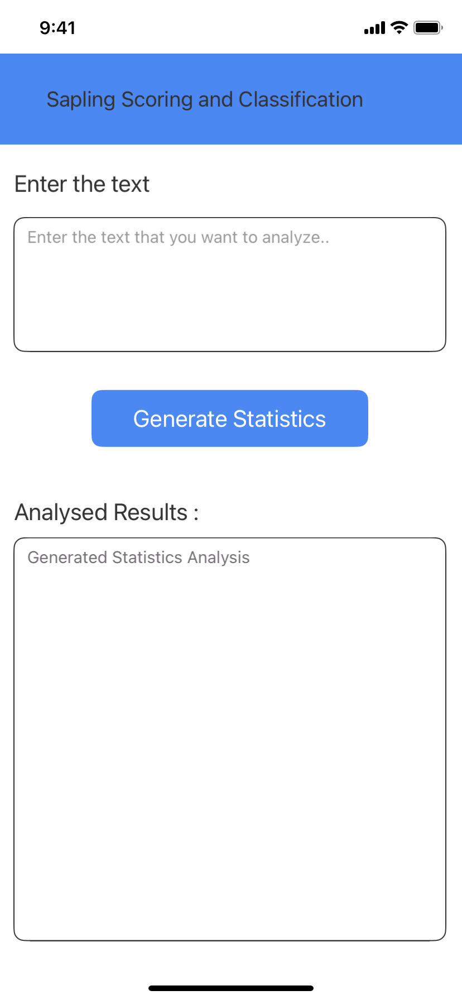 9:41
Sapling Scoring and Classification
Enter the text
Enter the text that you want to analyze..
Generate Statistics
Analysed Results :
Generated Statistics Analysis